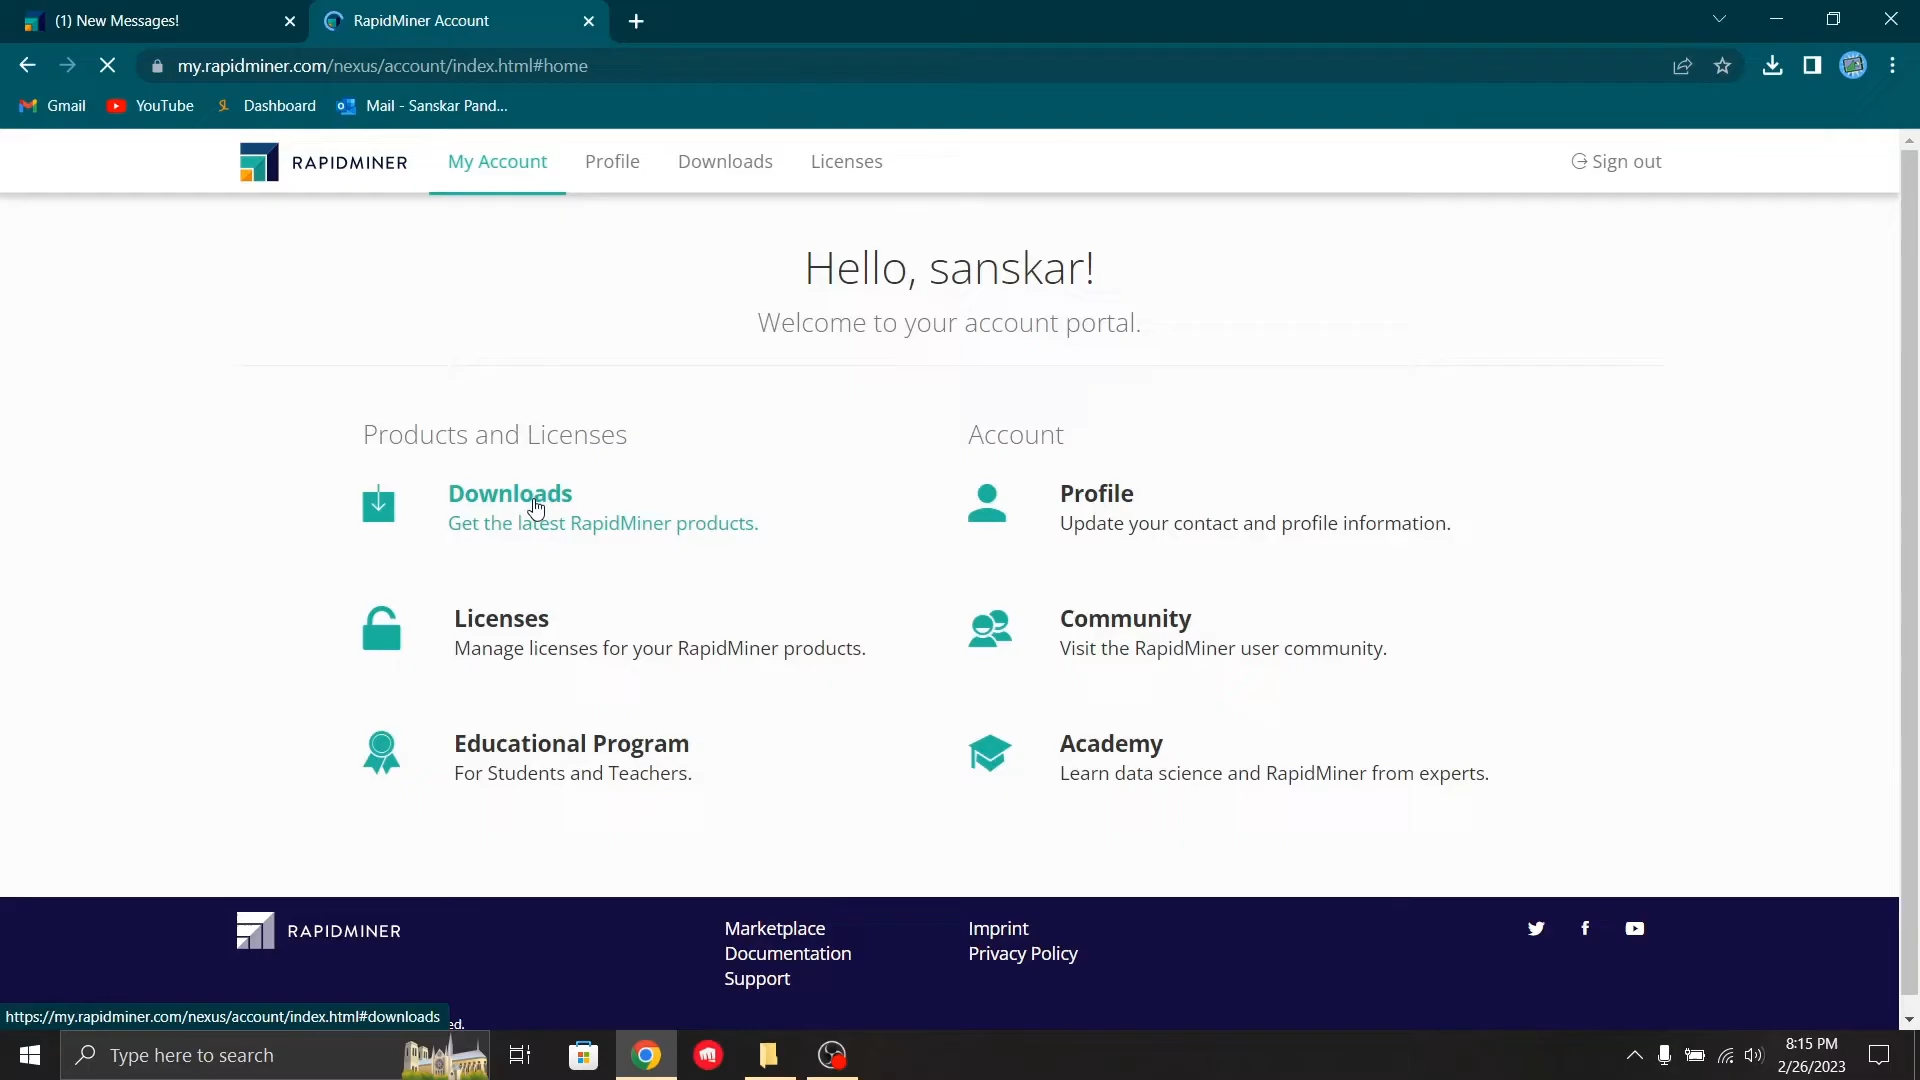 (1) New Messages!
RapidMiner Account
my.rapidminer.com/nexus/account/index.html#home
Gmail
YouTube
Dashboard
Mail - Sanskar Pand...
RAPIDMINER
My Account
Profile
Downloads
Licenses
Sign out
Hello, sanskar!
Welcome to your account portal.
Products and Licenses
Downloads
Get the latest RapidMiner products.
Licenses
Manage licenses for your RapidMiner products.
Educational Program
For Students and Teachers.
Account
Profile
Update your contact and profile information.
Community
Visit the RapidMiner user community.
Academy
Learn data science and RapidMiner from experts.
RAPIDMINER
Marketplace
Documentation
Support
Imprint
Privacy Policy
https://my.rapidminer.com/nexus/account/index.html#downloads
ed.
Type here to search
8:15 PM
2/26/2023